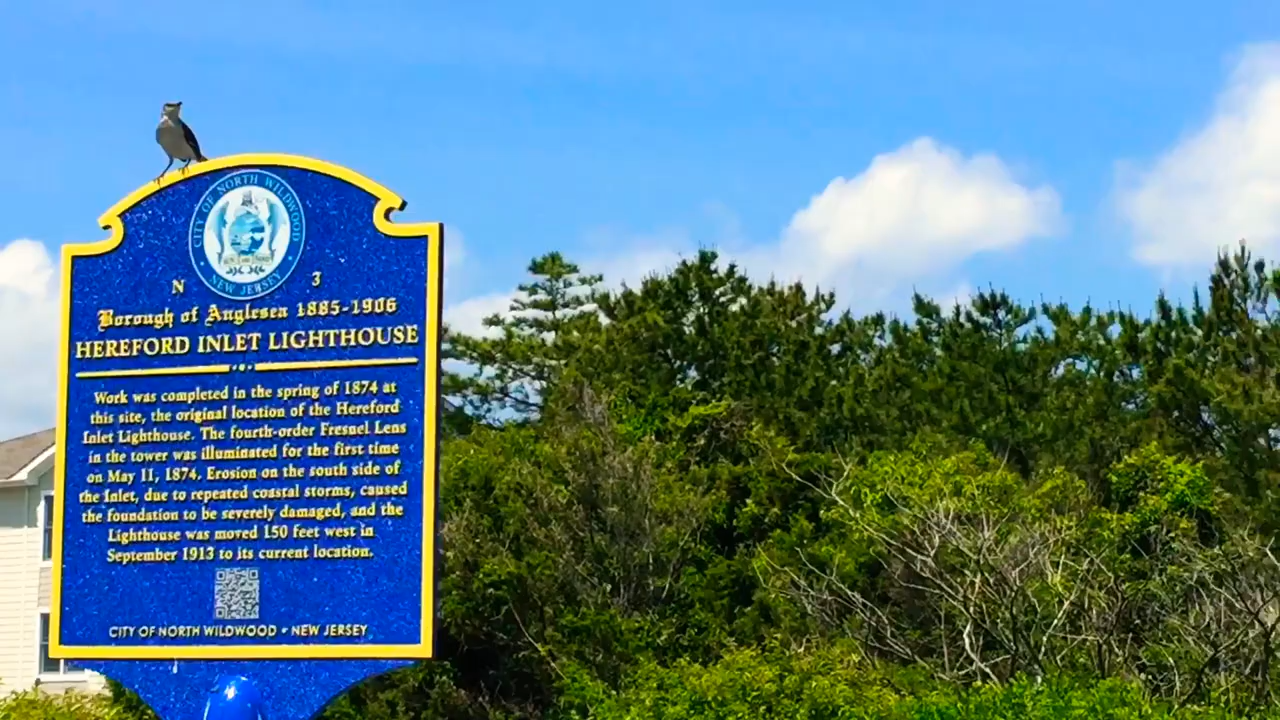 CITY OF NORTH WILDWOOD
NEW JERSEY
N 3
Borough of Anglesea 1885-1906
HEREFORD INLET LIGHTHOUSE
Work was completed in the spring of 1874 at
this site, the original location of the Hereford
Inlet Lighthouse. The fourth-order Fresnel Lens
in the tower was illuminated for the first time
on May 11, 1874. Erosion on the south side of
the Inlet, due to repeated coastal storms, caused
the foundation to be severely damaged, and the
Lighthouse was moved 150 feet west in
September 1913 to its current location.
CITY OF NORTH WILDWOOD • NEW JERSEY